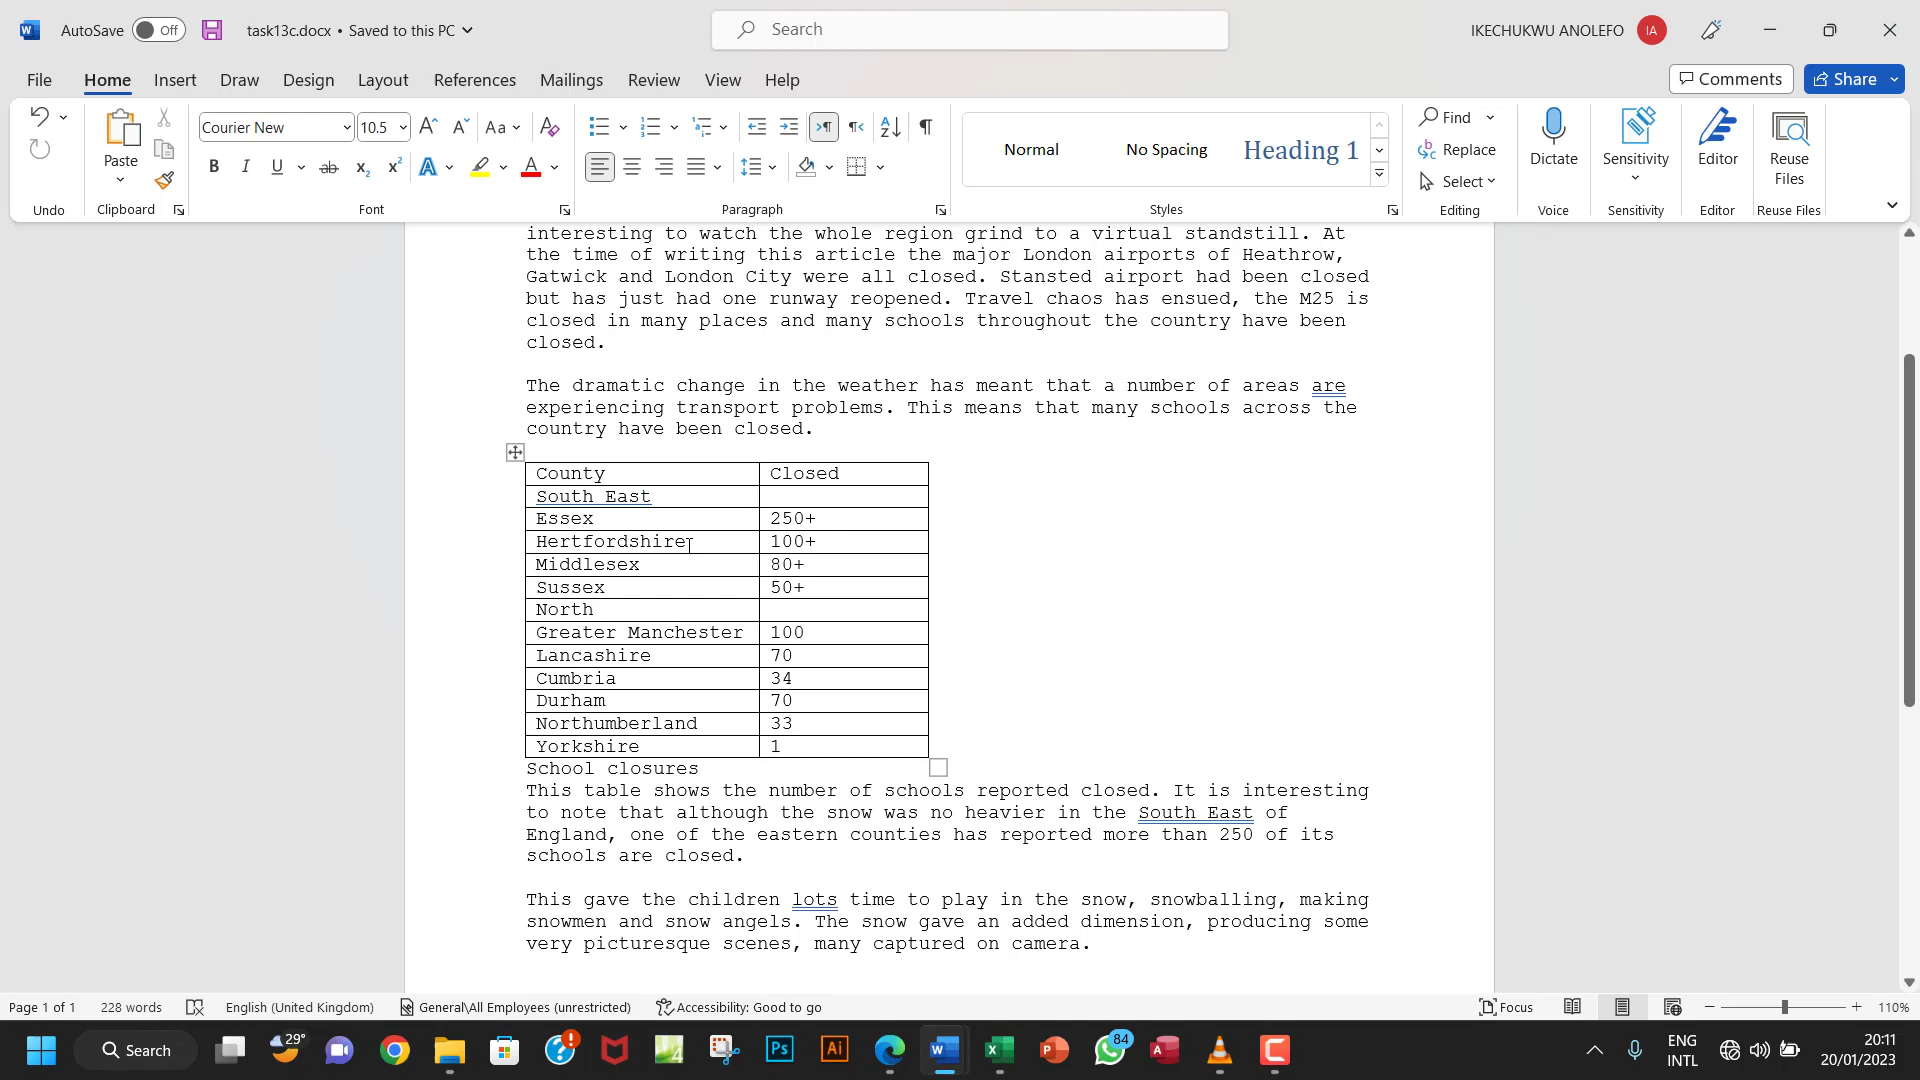 AutoSave Off task13c.docx • Saved to this PC Search IKECHUKWU ANOLEFO IA
File Home Insert Draw Design Layout References Mailings Review View Help Comments Share
Courier New 10.5 Aa Normal No Spacing Heading 1 Find
Paste Replace Dictate Sensitivity Editor Reuse Files
Select
Undo Clipboard Font Paragraph Styles Editing Voice Sensitivity Editor Reuse Files
interesting to watch the whole region grind to a virtual standstill. At
the time of writing this article the major London airports of Heathrow,
Gatwick and London City were all closed. Stansted airport had been closed
but has just had one runway reopened. Travel chaos has ensued, the M25 is
closed in many places and many schools throughout the country have been
closed.
The dramatic change in the weather has meant that a number of areas are
experiencing transport problems. This means that many schools across the
country have been closed.
County Closed
South East
Essex 250+
Hertfordshire 100+
Middlesex 80+
Sussex 50+
North
Greater Manchester 100
Lancashire 70
Cumbria 34
Durham 70
Northumberland 33
Yorkshire 1
School closures
This table shows the number of schools reported closed. It is interesting
to note that although the snow was no heavier in the South East of
England, one of the eastern counties has reported more than 250 of its
schools are closed.
This gave the children lots time to play in the snow, snowballing, making
snowmen and snow angels. The snow gave an added dimension, producing some
very picturesque scenes, many captured on camera.
Page 1 of 1 228 words English (United Kingdom) General\All Employees (unrestricted) Accessibility: Good to go Focus 110%
Search 29° Ps Ai 84 ENG 20:11
INTL 20/01/2023